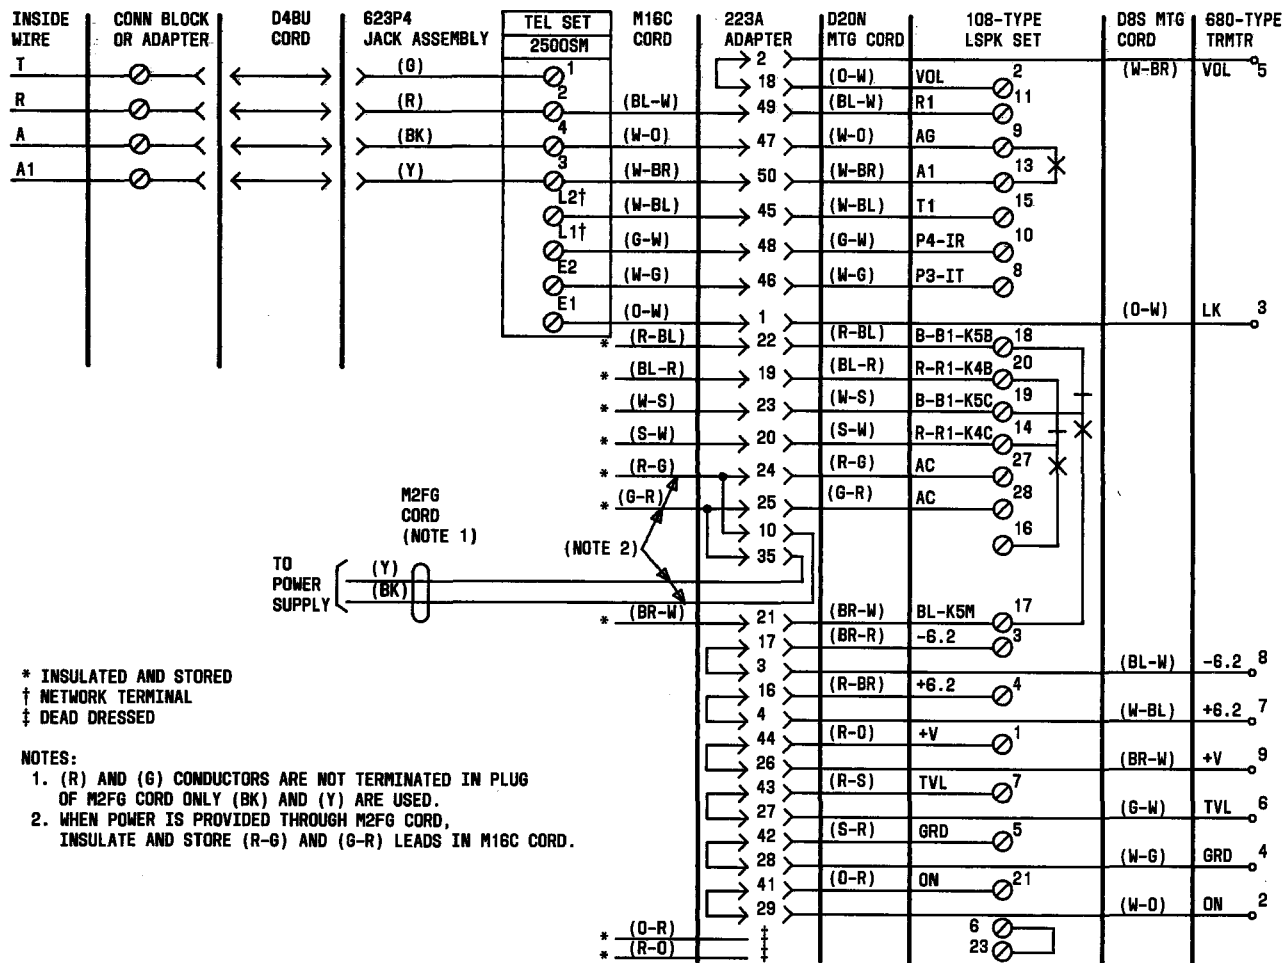 INSIDE WIRE
CONN BLOCK OR ADAPTER
D4BU CORD
623P4 JACK ASSEMBLY
TEL SET
2500SM
M16C CORD
223A ADAPTER
D20N MTG CORD
108-TYPE LSPK SET
D8S MTG CORD
680-TYPE TRMTR
2 (W-BR) VOL 5
T (G) 1
18 (O-W) VOL 2
R (R) 2 (BL-W) 49 (BL-W) R1 11
A (BK) 4 (W-O) 47 (W-O) AG 9
A1 (Y) 3 (W-BR) 50 (W-BR) A1 13
L2† (W-BL) 45 (W-BL) T1 15
L1† (G-W) 48 (G-W) P4-IR 10
E2 (W-G) 46 (W-G) P3-IT 8
E1 (O-W) 1 (O-W) LK 3
* (R-BL) 22 (R-BL) B-B1-K5B 18
* (BL-R) 19 (BL-R) R-R1-K4B 20
* (W-S) 23 (W-S) B-B1-K5C 19
* (S-W) 20 (S-W) R-R1-K4C 14
* (R-G) 24 (R-G) AC 27
* (G-R) 25 (G-R) AC 28
10 16
35
M2FG
CORD
(NOTE 1)
(NOTE 2)
TO
POWER
SUPPLY
(Y)
(BK)
* (BR-W) 21 (BR-W) BL-K5M 17
17 (BR-R) -6.2 3
3 (BL-W) -6.2 8
16 (R-BR) +6.2 4
4 (W-BL) +6.2 7
44 (R-O) +V 1
26 (BR-W) +V 9
43 (R-S) TVL 7
27 (G-W) TVL 6
42 (S-R) GRD 5
28 (W-G) GRD 4
41 (O-R) ON 21
29 (W-O) ON 2
* (O-R) ‡ 6
* (R-O) ‡ 23
* INSULATED AND STORED
† NETWORK TERMINAL
‡ DEAD DRESSED
NOTES:
1. (R) AND (G) CONDUCTORS ARE NOT TERMINATED IN PLUG
OF M2FG CORD ONLY (BK) AND (Y) ARE USED.
2. WHEN POWER IS PROVIDED THROUGH M2FG CORD,
INSULATE AND STORE (R-G) AND (G-R) LEADS IN M16C CORD.